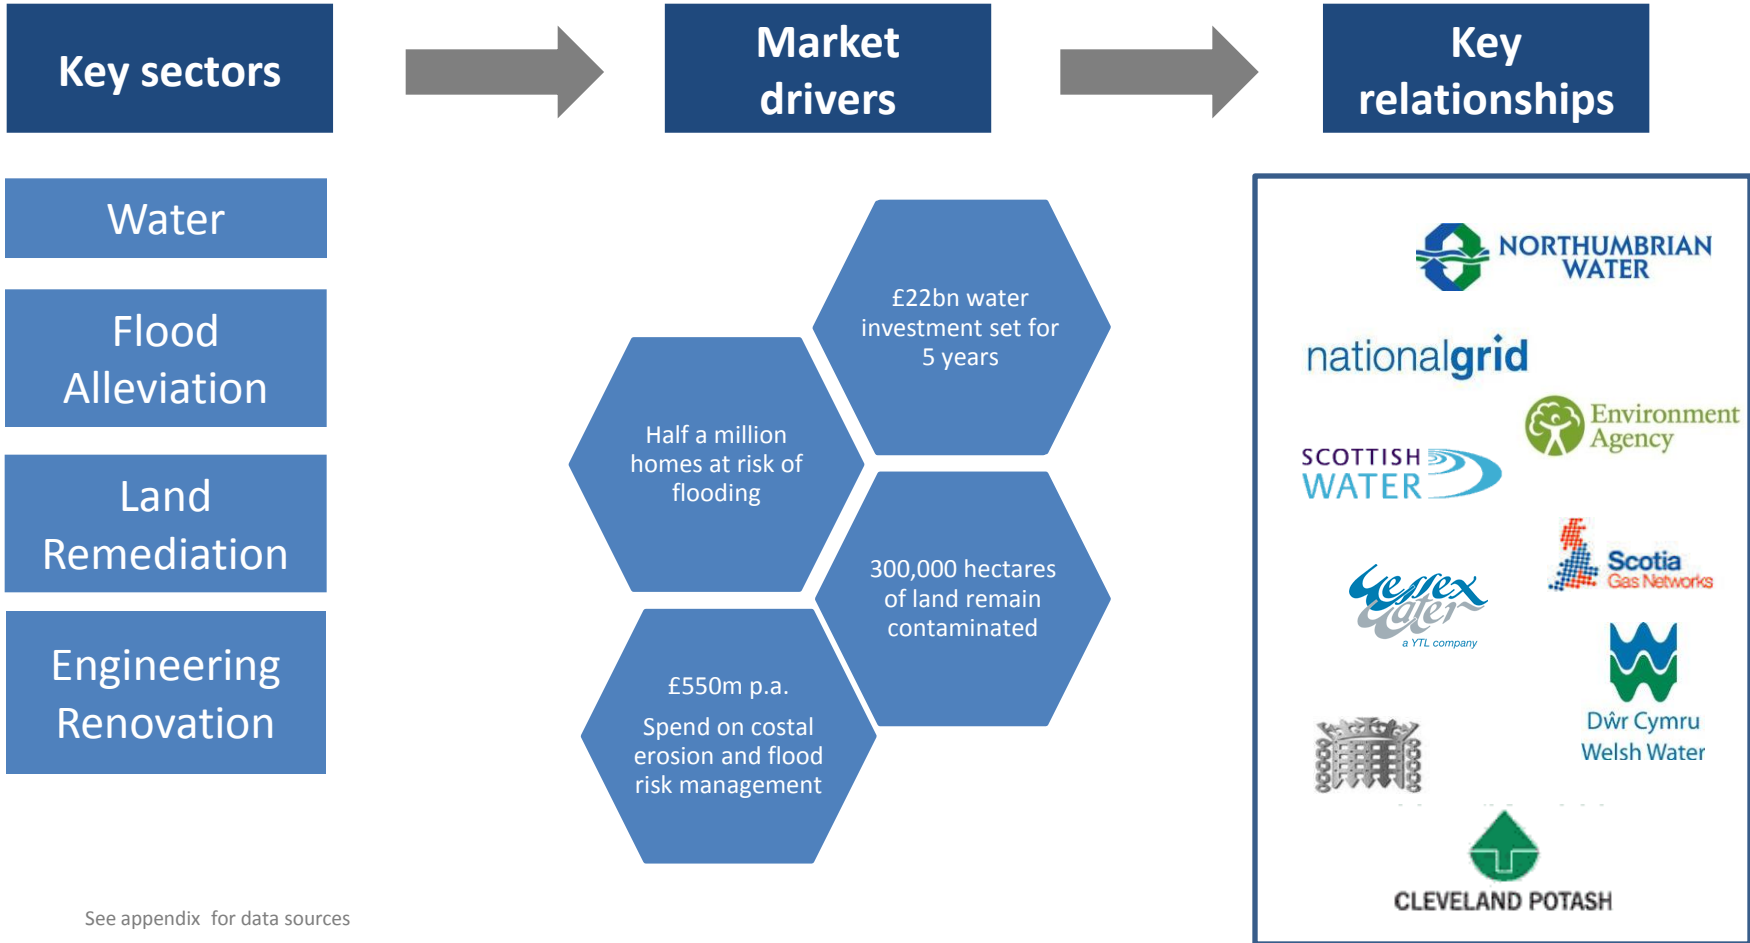 Key sectors
Market
drivers
Key
relationships
Water
Flood
Alleviation
Land
Remediation
Engineering
Renovation
£22bn water
investment set for
5 years
Half a million
homes at risk of
flooding
300,000 hectares
of land remain
contaminated
£550m p.a.
Spend on costal
erosion and flood
risk management
NORTHUMBRIAN
WATER
nationalgrid
Environment
Agency
SCOTTISH
WATER
Scotia
Gas Networks
Wessex
Water
a YTL company
Dŵr Cymru
Welsh Water
CLEVELAND POTASH
See appendix for data sources